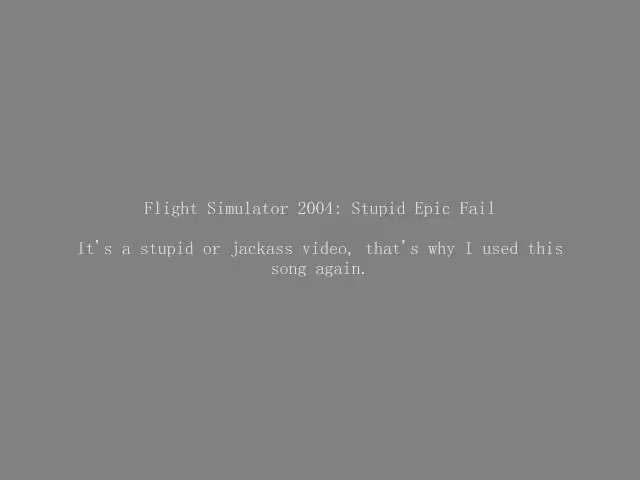 Flight Simulator 2004: Stupid Epic Fail
It's a stupid or jackass video, that's why I used this
song again.